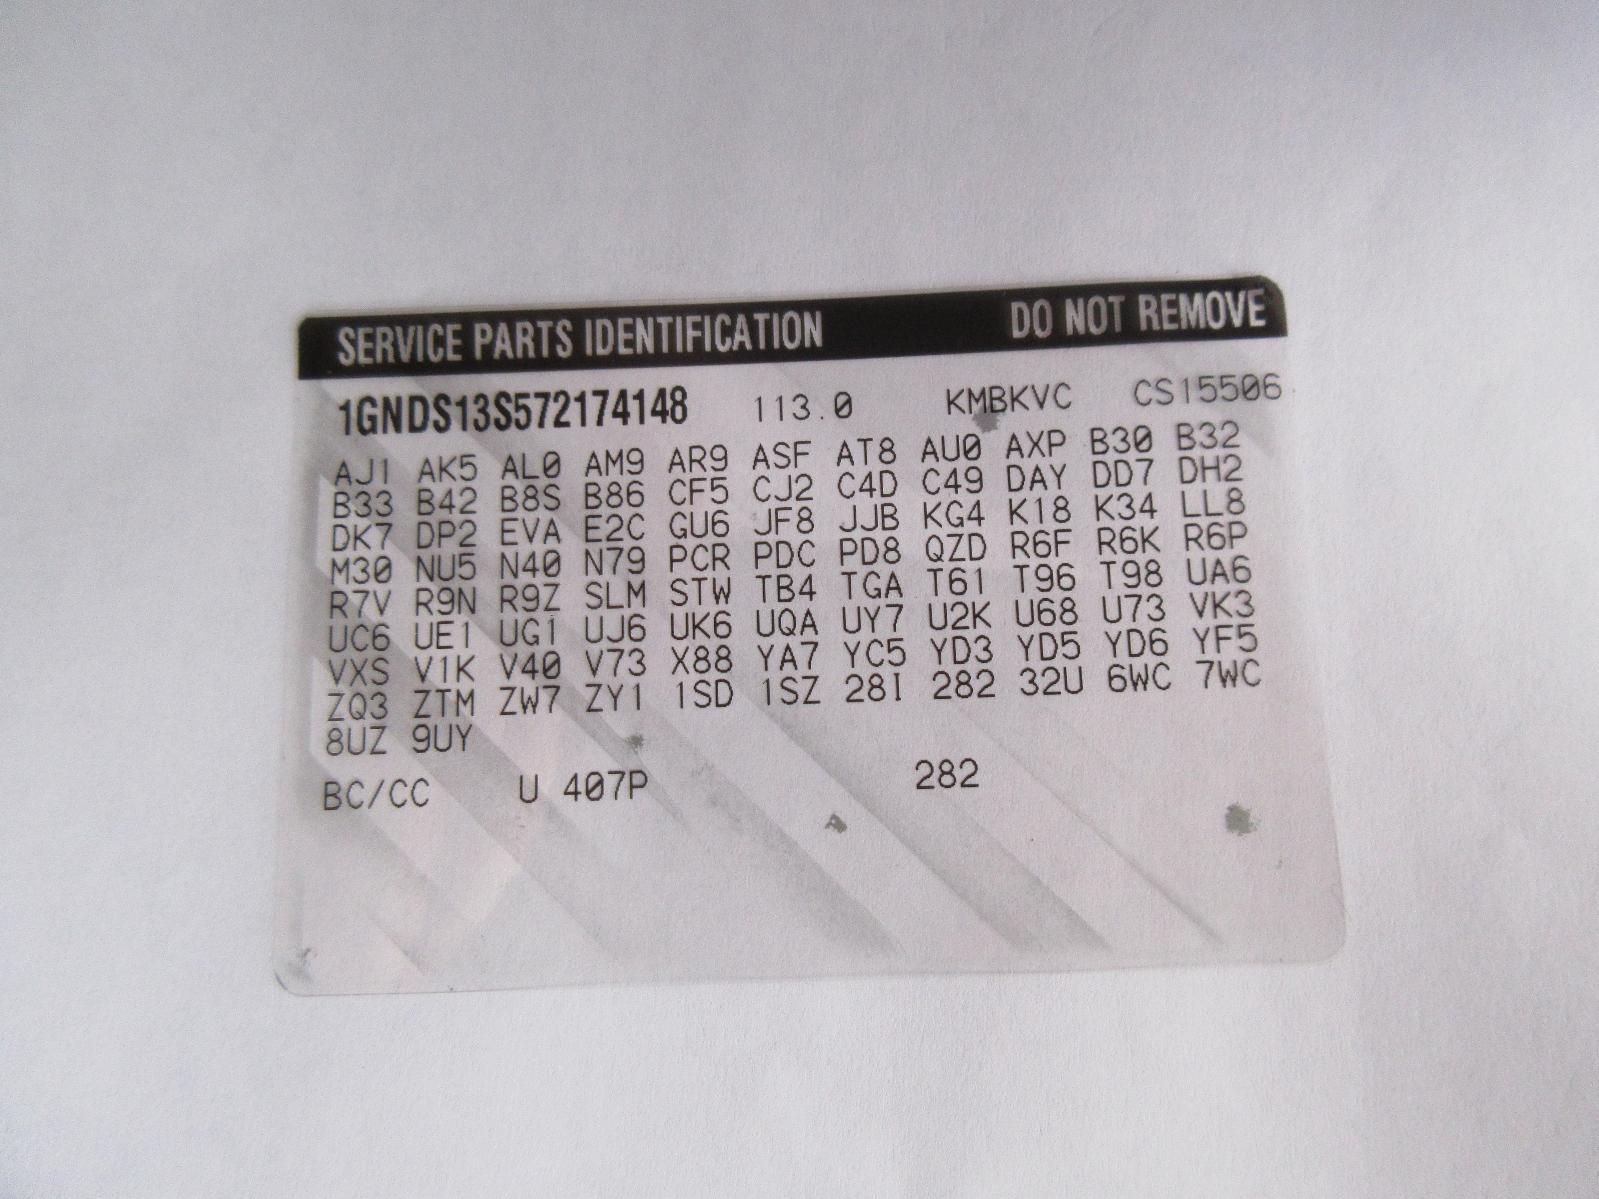 SERVICE PARTS IDENTIFICATION DO NOT REMOVE
1GNDS13S572174148 113.0 KMBKVC CS15506
AJ1 AK5 AL0 AM9 AR9 ASF AT8 AU0 AXP B30 B32
B33 B42 B8S B86 CF5 CJ2 C4D C49 DAY DD7 DH2
DK7 DP2 EVA E2C GU6 JF8 JJB KG4 K18 K34 LL8
M30 NU5 N40 N79 PCR PDC PD8 QZD R6F R6K R6P
R7V R9N R9Z SLM STW TB4 TGA T61 T96 T98 UA6
UC6 UE1 UG1 UJ6 UK6 UQA UY7 U2K U68 U73 VK3
VXS V1K V40 V73 X88 YA7 YC5 YD3 YD5 YD6 YF5
ZQ3 ZTM ZW7 ZY1 1SD 1SZ 28I 282 32U 6WC 7WC
8UZ 9UY
BC/CC U 407P 282